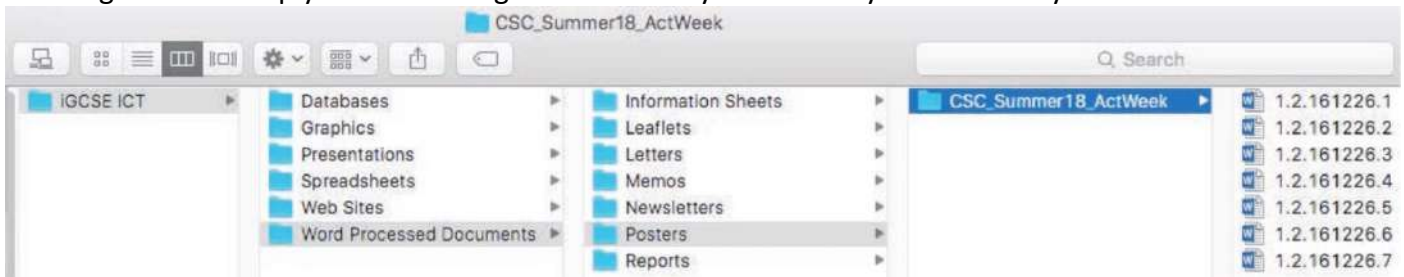 CSC_Summer18_ActWeek
Search
iGCSE ICT
Databases
Graphics
Presentations
Spreadsheets
Web Sites
Word Processed Documents
Information Sheets
Leaflets
Letters
Memos
Newsletters
Posters
Reports
CSC_Summer18_ActWeek
1.2.161226.1
1.2.161226.2
1.2.161226.3
1.2.161226.4
1.2.161226.5
1.2.161226.6
1.2.161226.7